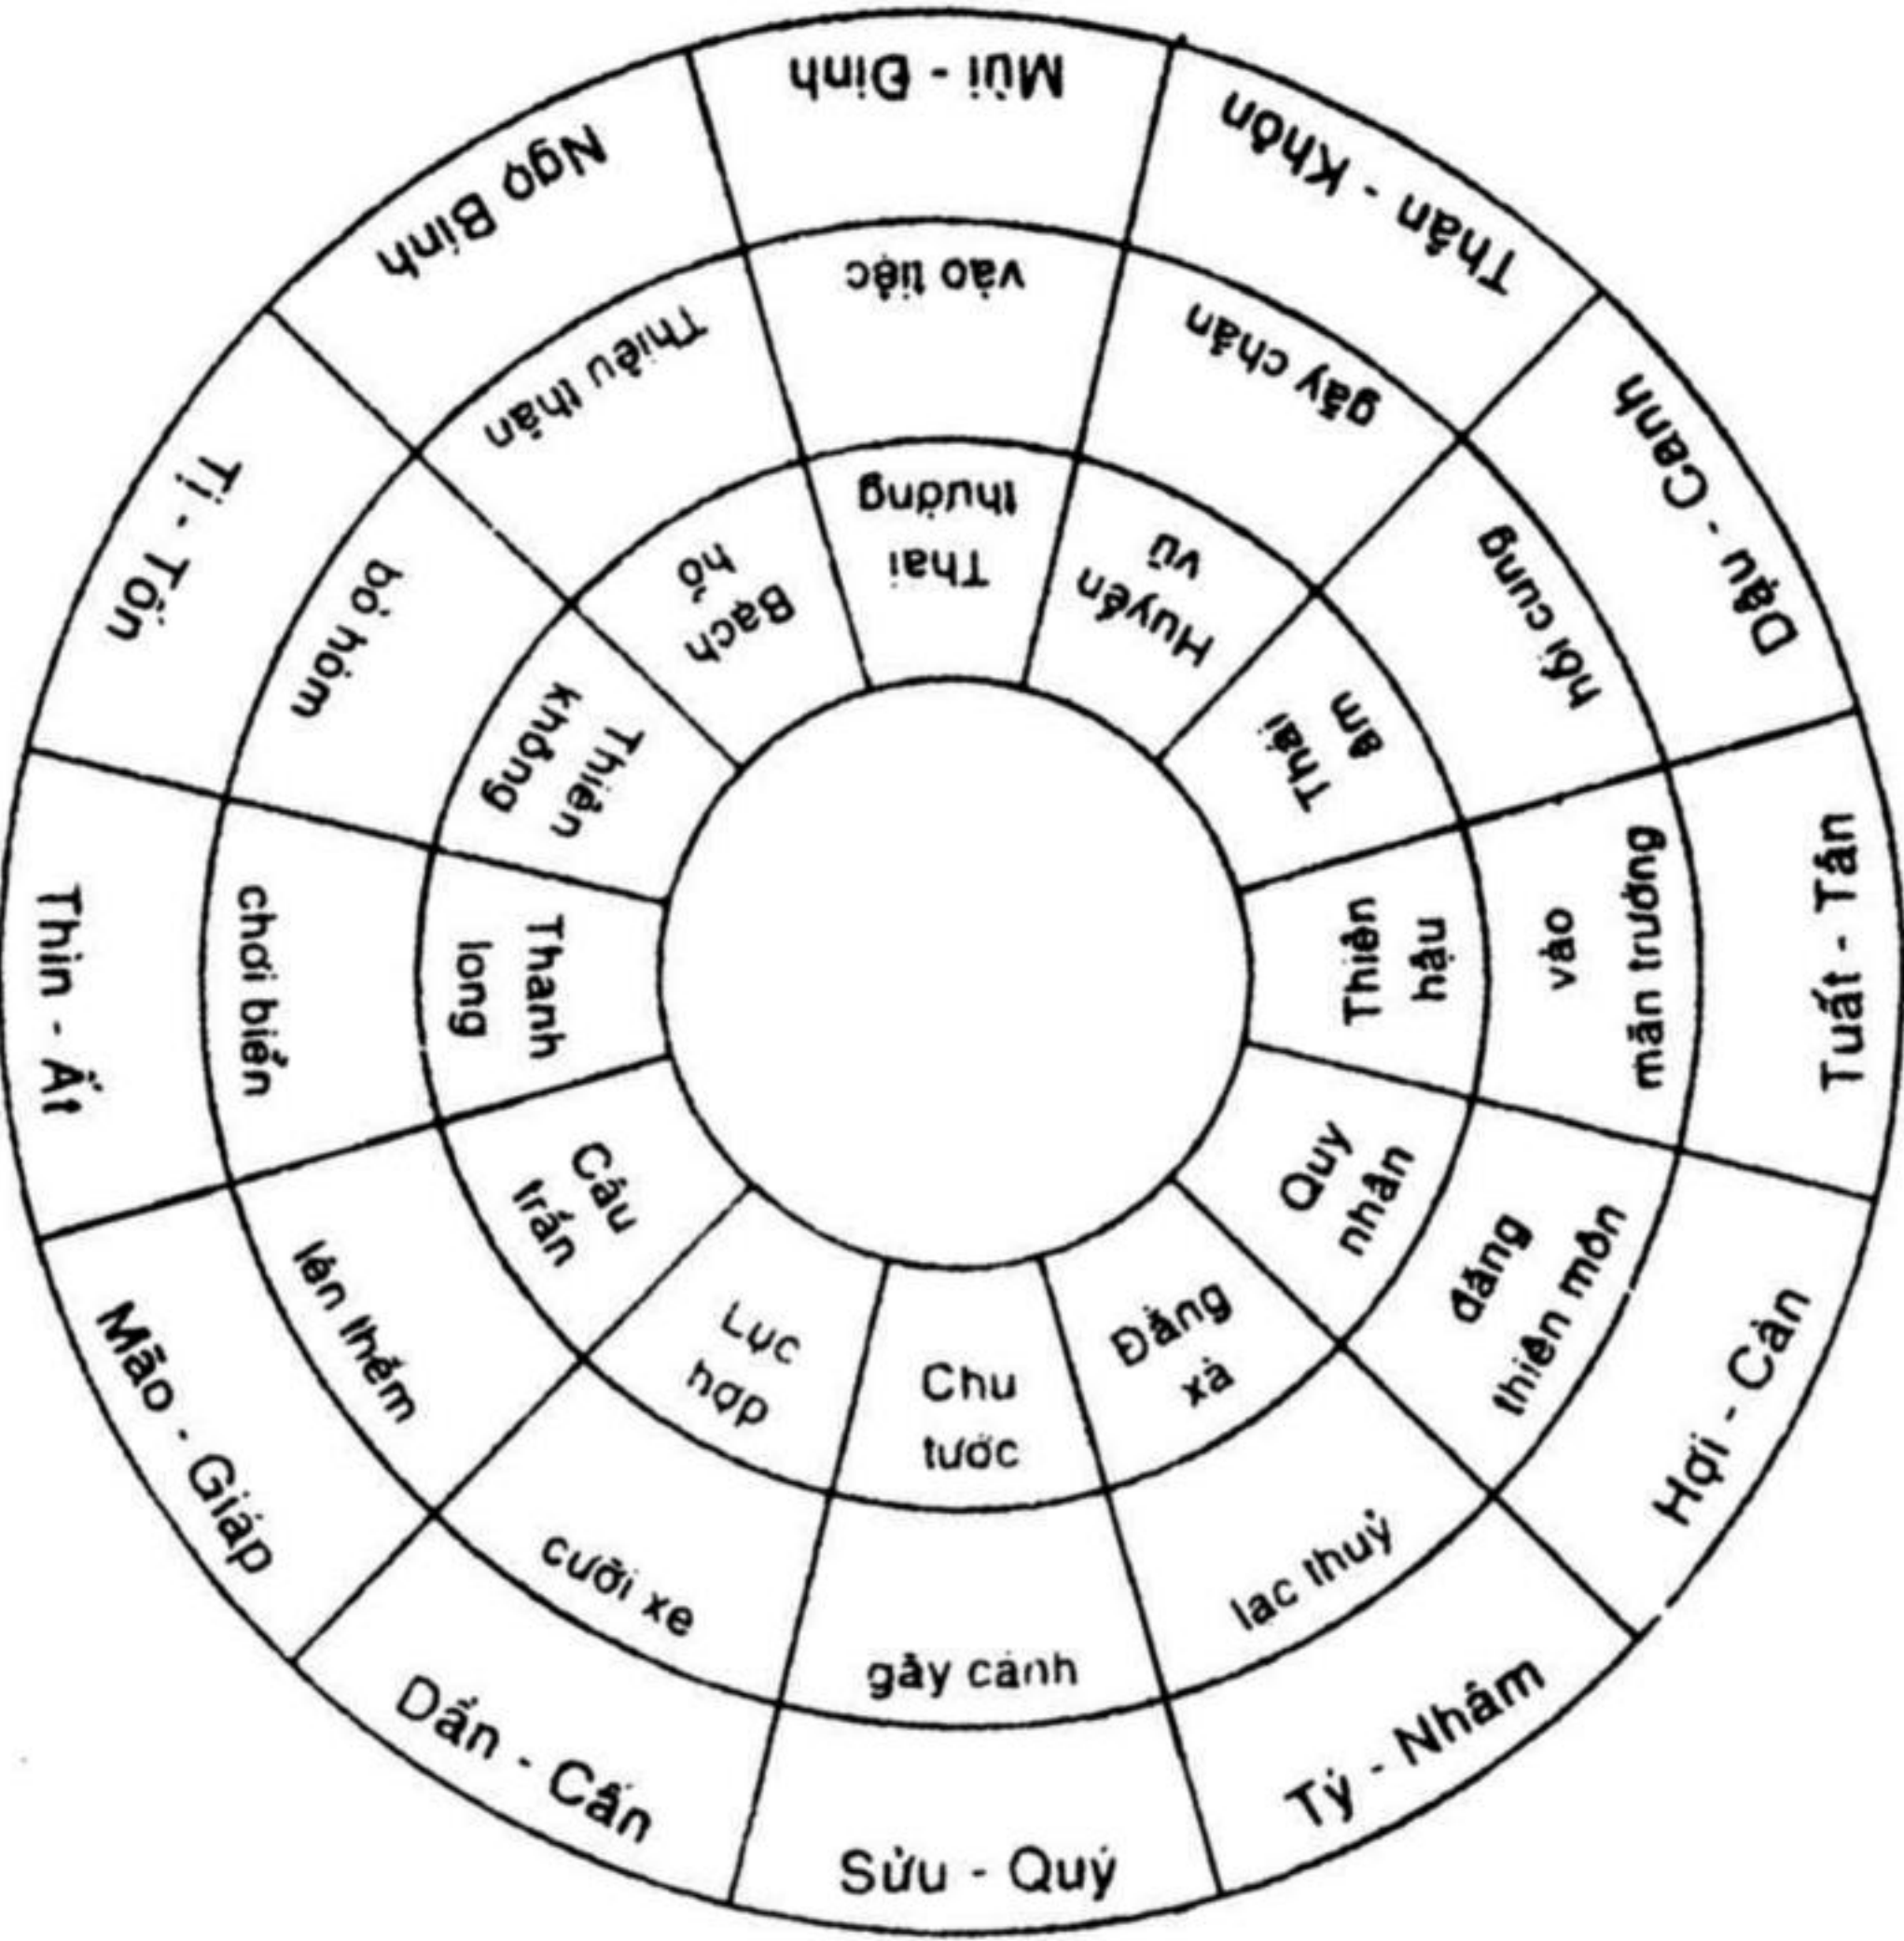 Mùi - Đinh
Thân - Khôn
Dậu - Canh
Tuất - Tân
Hợi - Càn
Tý - Nhâm
Sửu - Quý
Dần - Cấn
Mão - Giáp
Thìn - Ất
Tị - Tốn
Ngọ Bính
vào tiệc
gãy chân
hồi cung
vào
màn trướng
đăng
thiên môn
lạc thuỷ
gãy cánh
cưỡi xe
lên thềm
chơi biển
bỏ hòm
Thiêu thân
Thai
thường
Huyền
vũ
Thái
âm
Thiên
hậu
Quy
nhân
Đằng
xà
Chu
tước
Lục
hợp
Câu
trần
Thanh
long
Thiên
không
Bạch
hổ